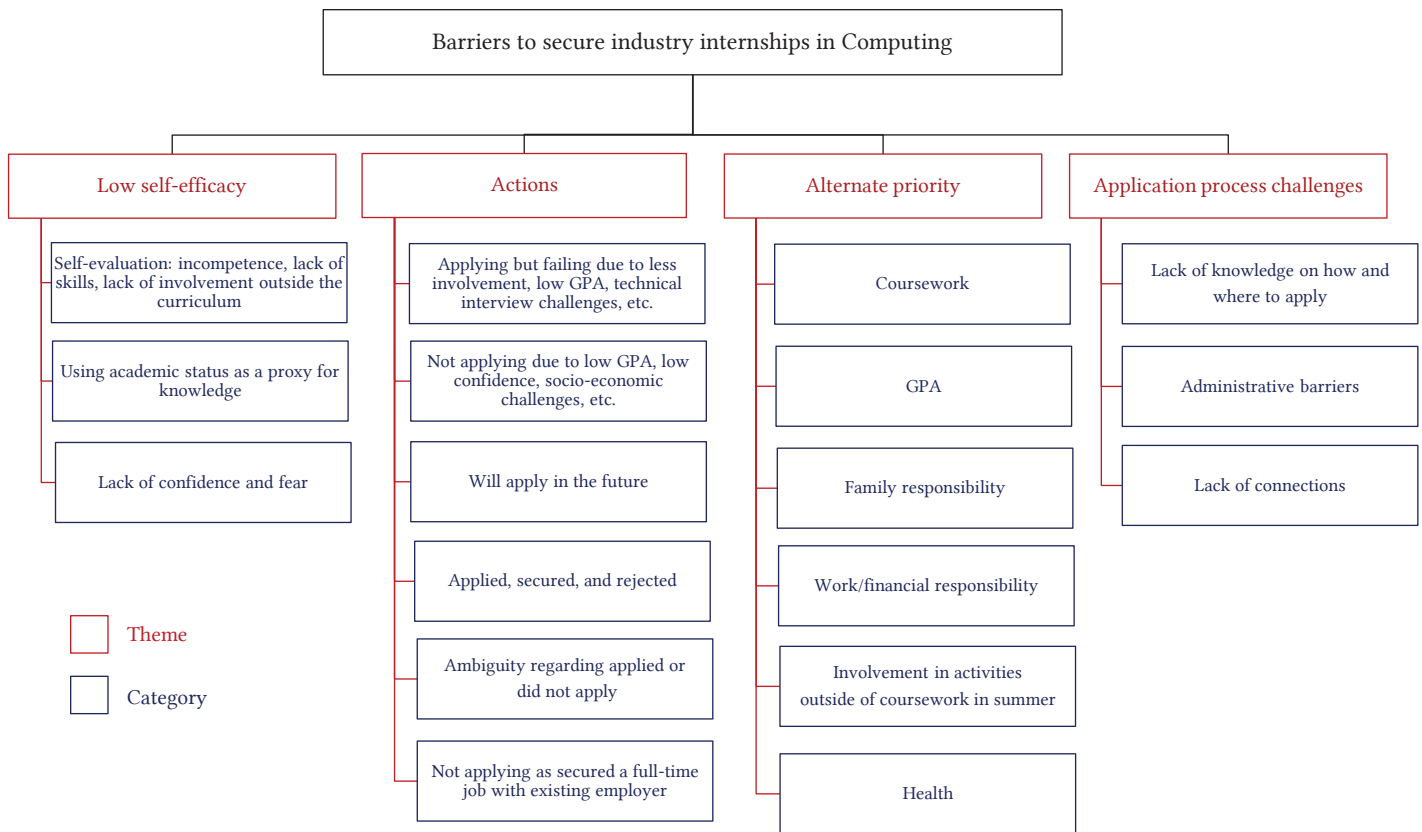 Barriers to secure industry internships in Computing
Low self-efficacy
Self-evaluation: incompetence, lack of
skills, lack of involvement outside the
curriculum
Using academic status as a proxy for
knowledge
Lack of confidence and fear
Actions
Applying but failing due to less
involvement, low GPA, technical
interview challenges, etc.
Not applying due to low GPA, low
confidence, socio-economic
challenges, etc.
Will apply in the future
Applied, secured, and rejected
Ambiguity regarding applied or
did not apply
Not applying as secured a full-time
job with existing employer
Alternate priority
Coursework
GPA
Family responsibility
Work/financial responsibility
Involvement in activities
outside of coursework in summer
Health
Application process challenges
Lack of knowledge on how and
where to apply
Administrative barriers
Lack of connections
Theme
Category